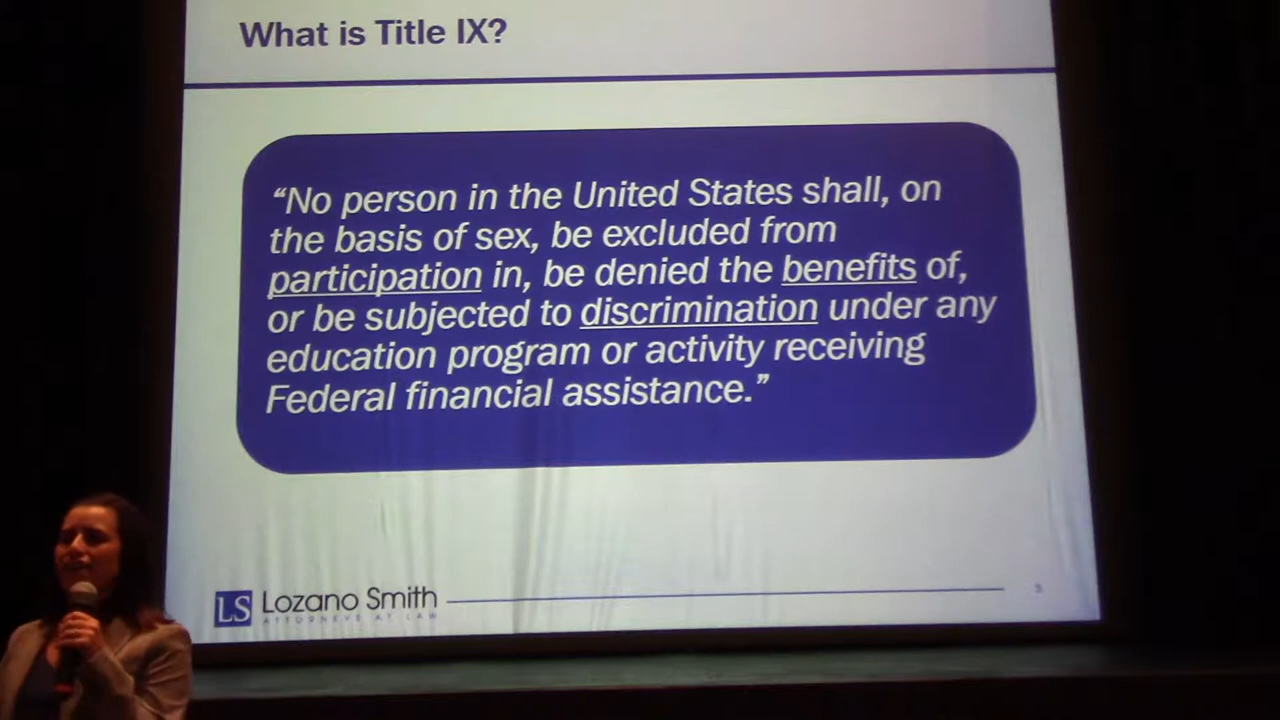 What is Title IX?
“No person in the United States shall, on
the basis of sex, be excluded from
participation in, be denied the benefits of,
or be subjected to discrimination under any
education program or activity receiving
Federal financial assistance.”
LS Lozano Smith
ATTORNEYS AT LAW